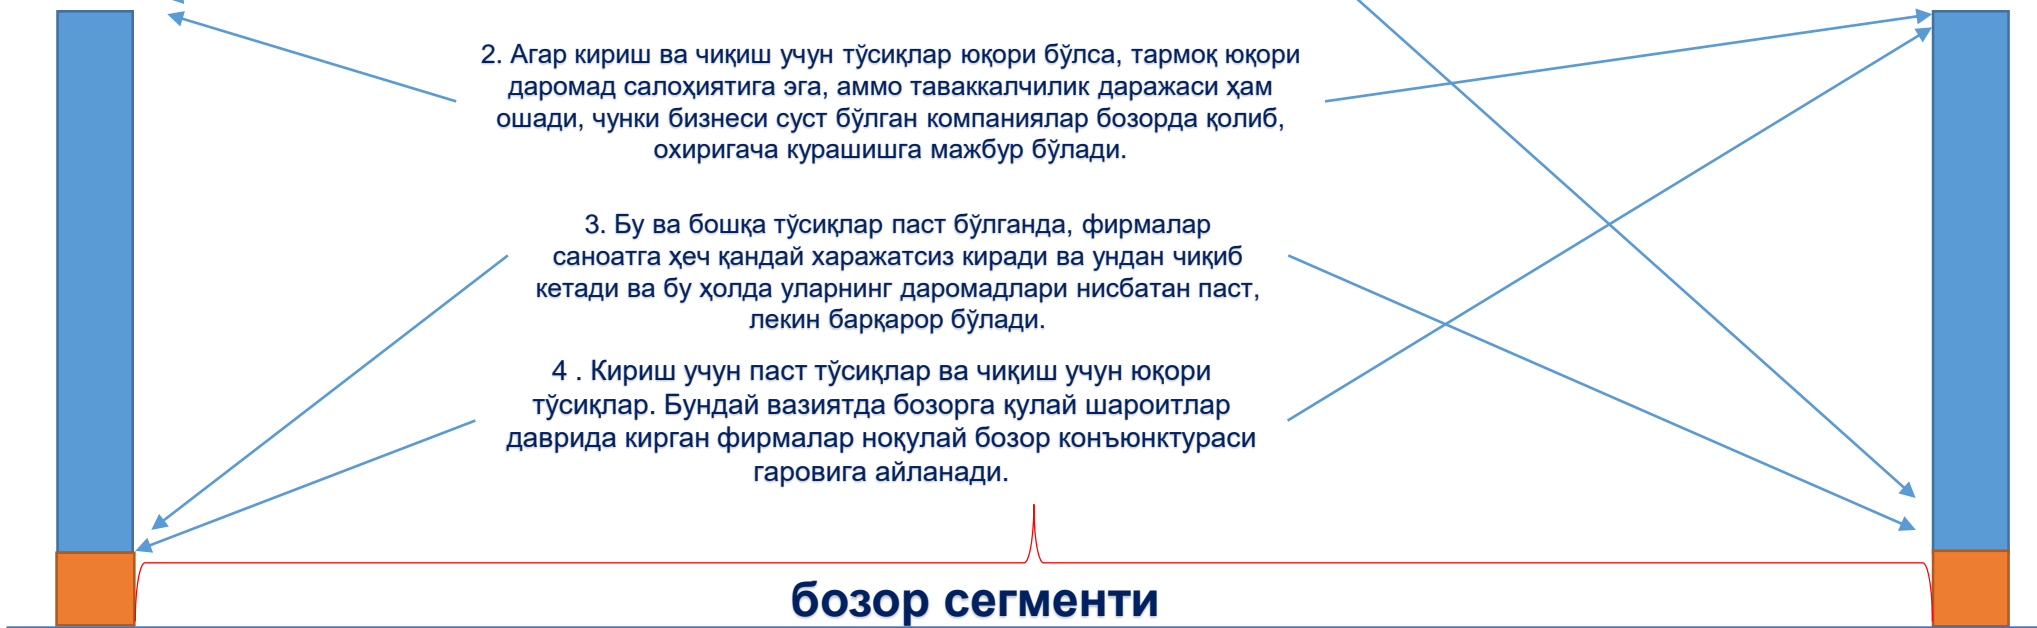 2. Агар кириш ва чиқиш учун тўсиқлар юқори бўлса, тармоқ юқори
даромад салоҳиятига эга, аммо таваккалчилик даражаси ҳам
ошади, чунки бизнеси суст бўлган компаниялар бозорда қолиб,
охиригача курашишга мажбур бўлади.
3. Бу ва бошқа тўсиқлар паст бўлганда, фирмалар
саноатга ҳеч қандай харажатсиз киради ва ундан чиқиб
кетади ва бу ҳолда уларнинг даромадлари нисбатан паст,
лекин барқарор бўлади.
4 . Кириш учун паст тўсиқлар ва чиқиш учун юқори
тўсиқлар. Бундай вазиятда бозорга қулай шароитлар
даврида кирган фирмалар ноқулай бозор конъюнктураси
гаровига айланади.
бозор сегменти